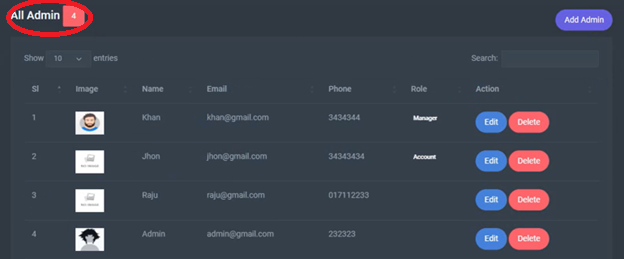 All Admin 4
Add Admin
Show 10 entries
Search:
Sl Image Name Email Phone Role Action
1 Khan khan@gmail.com 3434344 Manager Edit Delete
2 Jhon jhon@gmail.com 34343434 Account Edit Delete
3 Raju raju@gmail.com 017112233 Edit Delete
4 Admin admin@gmail.com 232323 Edit Delete